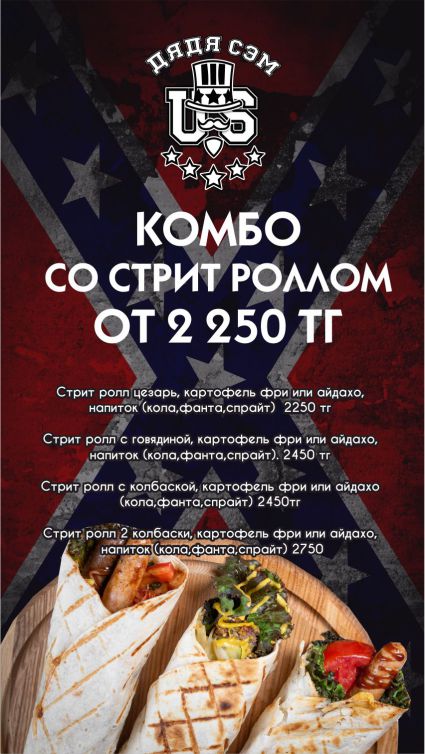 ДЯДЯ СЭМ
US
КОМБО
СО СТРИТ РОЛЛОМ
ОТ 2 250 ТГ
Стрит ролл цезарь, картофель фри или айдахо,
напиток (кола,фанта,спрайт) 2250 тг
Стрит ролл с говядиной, картофель фри или айдахо,
напиток (кола,фанта,спрайт). 2450 тг
Стрит ролл с колбаской, картофель фри или айдахо
(кола,фанта,спрайт) 2450тг
Стрит ролл 2 колбаски, картофель фри или айдахо,
напиток (кола,фанта,спрайт) 2750